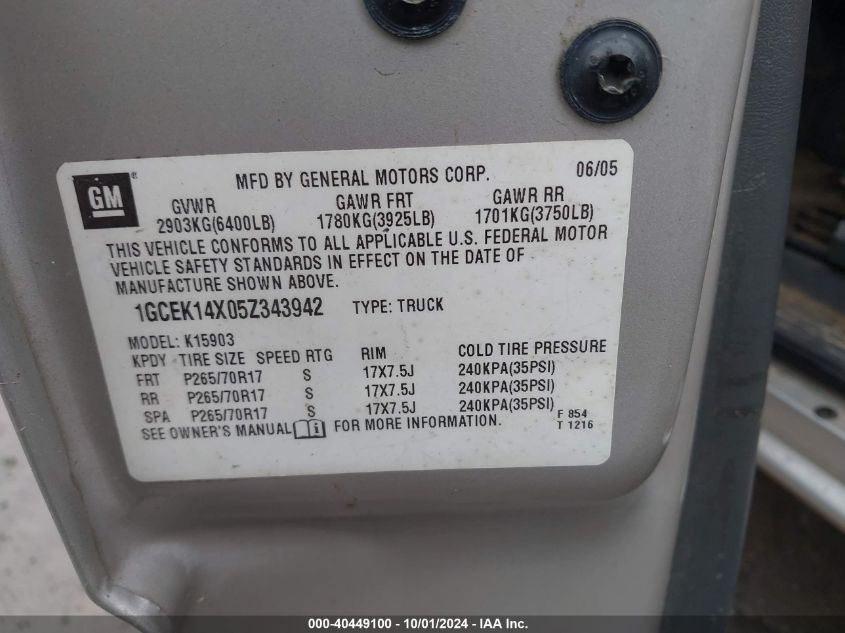 GM ®
MFD BY GENERAL MOTORS CORP. 06/05
GVWR GAWR FRT GAWR RR
2903KG(6400LB) 1780KG(3925LB) 1701KG(3750LB)
THIS VEHICLE CONFORMS TO ALL APPLICABLE U.S. FEDERAL MOTOR
VEHICLE SAFETY STANDARDS IN EFFECT ON THE DATE OF
MANUFACTURE SHOWN ABOVE.
1GCEK14X05Z343942 TYPE: TRUCK
MODEL: K15903
KPDY TIRE SIZE SPEED RTG RIM COLD TIRE PRESSURE
FRT P265/70R17 S 17X7.5J 240KPA(35PSI)
RR P265/70R17 S 17X7.5J 240KPA(35PSI)
SPA P265/70R17 S 17X7.5J 240KPA(35PSI)
SEE OWNER'S MANUAL i FOR MORE INFORMATION.
F 854
T 1216
000-40449100 - 10/01/2024 - IAAI.com